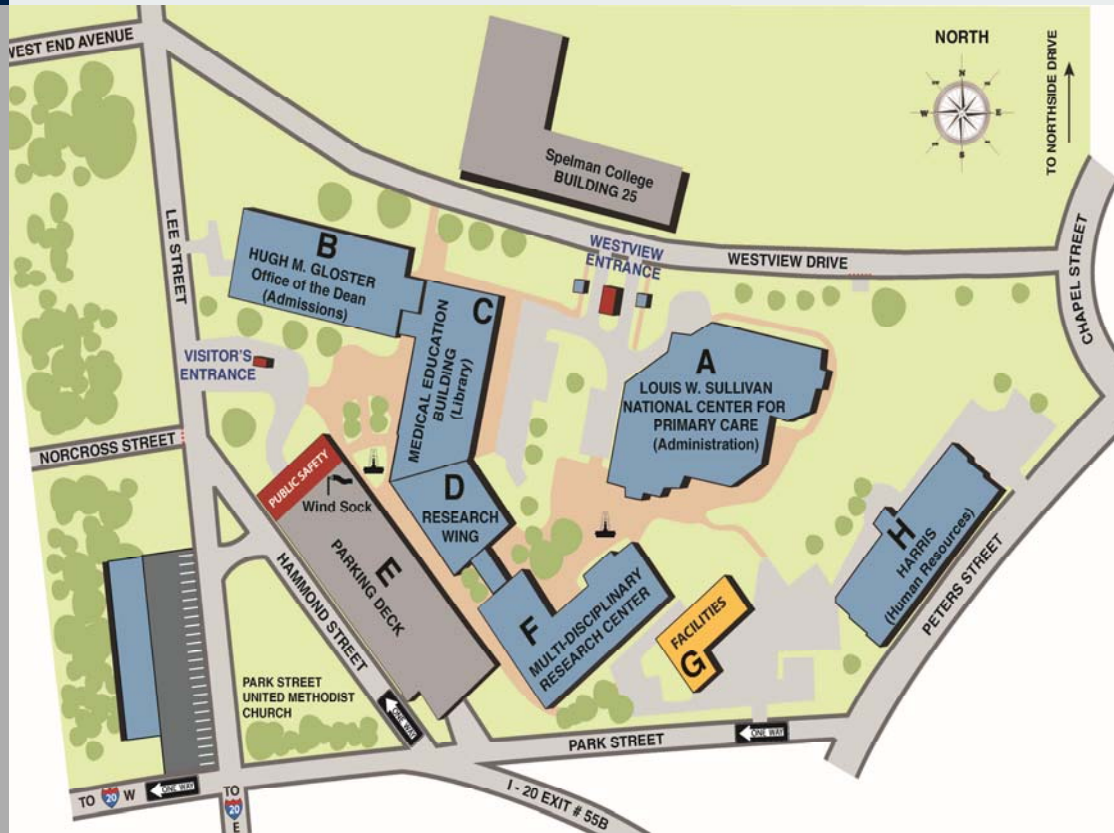 WEST END AVENUE
NORTH
N
W
E
S
TO NORTHSIDE DRIVE
Spelman College
BUILDING 25
LEE STREET
B
HUGH M. GLOSTER
Office of the Dean
(Admissions)
WESTVIEW
ENTRANCE
WESTVIEW DRIVE
CHAPEL STREET
C
MEDICAL EDUCATION
BUILDING
(Library)
VISITOR'S
ENTRANCE
A
LOUIS W. SULLIVAN
NATIONAL CENTER FOR
PRIMARY CARE
(Administration)
NORCROSS STREET
PUBLIC SAFETY
Wind Sock
D
RESEARCH
WING
E
PARKING DECK
HAMMOND STREET
F
MULTI-DISCIPLINARY
RESEARCH CENTER
FACILITIES
G
H
HARRIS
(Human Resources)
PETERS STREET
PARK STREET
UNITED METHODIST
CHURCH
ONE WAY
PARK STREET
ONE WAY
TO 20 W
ONE WAY
TO
20
E
I - 20 EXIT # 55B